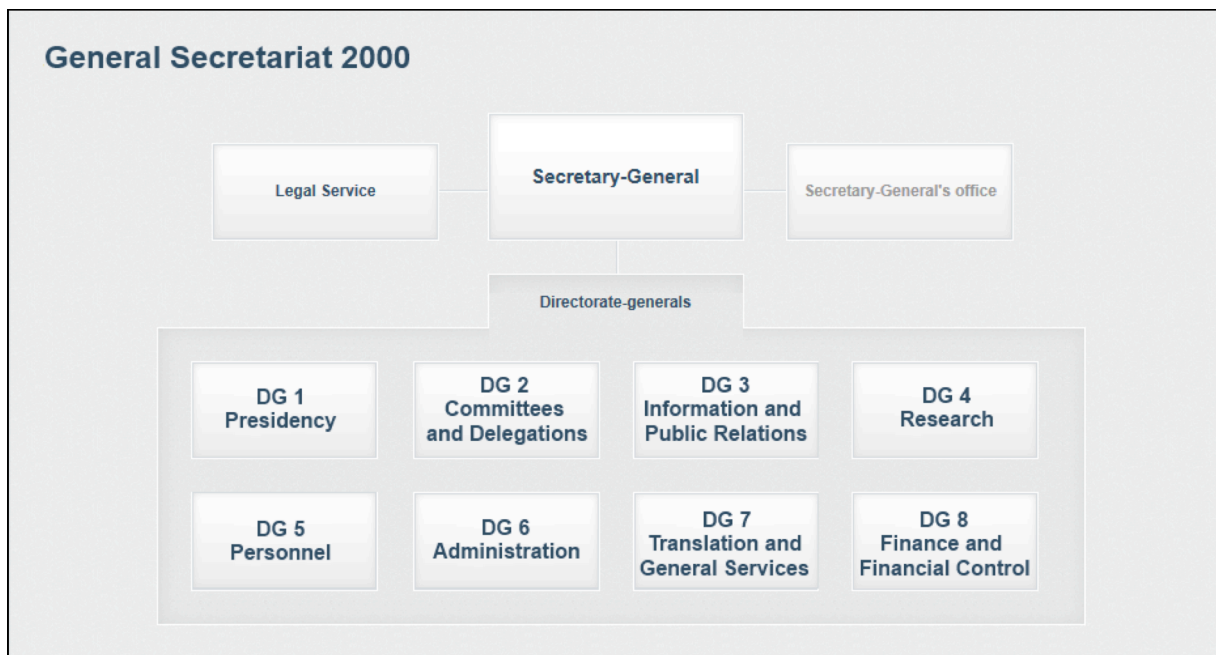 General Secretariat 2000
Legal Service
Secretary-General
Secretary-General's office
Directorate-generals
DG 1
Presidency
DG 2
Committees
and Delegations
DG 3
Information and
Public Relations
DG 4
Research
DG 5
Personnel
DG 6
Administration
DG 7
Translation and
General Services
DG 8
Finance and
Financial Control